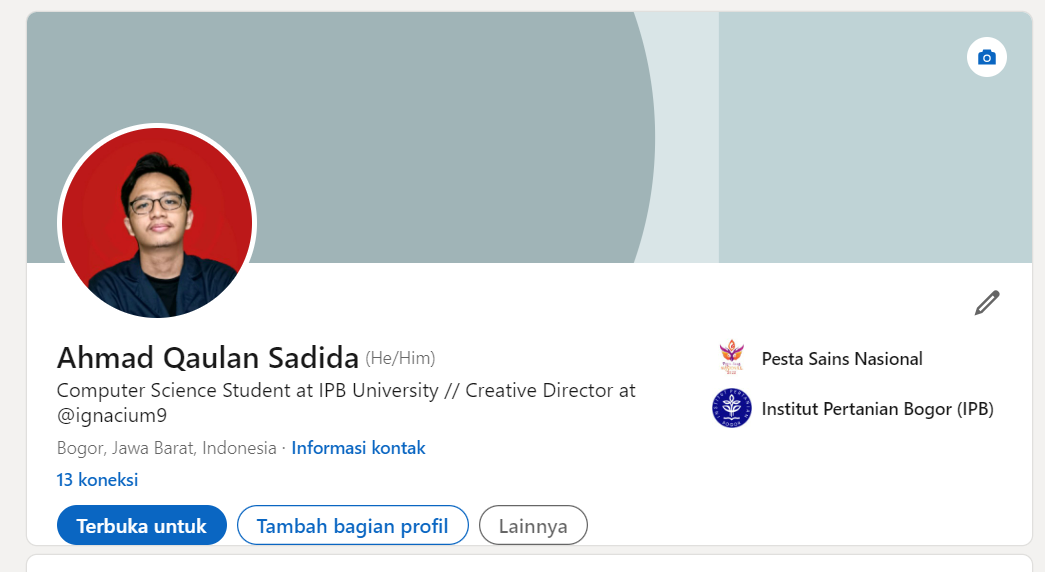 Ahmad Qaulan Sadida (He/Him)
Computer Science Student at IPB University // Creative Director at
@ignacium9
Bogor, Jawa Barat, Indonesia · Informasi kontak
13 koneksi
Terbuka untuk
Tambah bagian profil
Lainnya
Pesta Sains Nasional
Institut Pertanian Bogor (IPB)